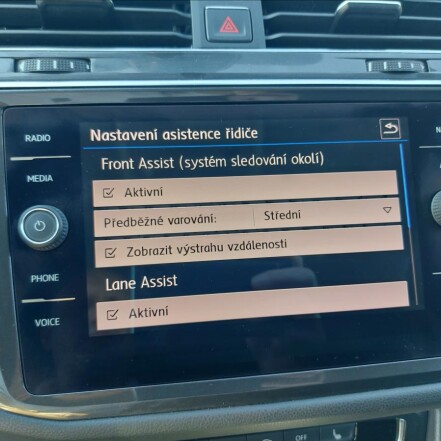 RADIO
MEDIA
PHONE
VOICE
Nastavení asistence řidiče
Front Assist (systém sledování okolí)
Aktivní
Předběžné varování: Střední
Zobrazit výstrahu vzdálenosti
Lane Assist
Aktivní
OFF